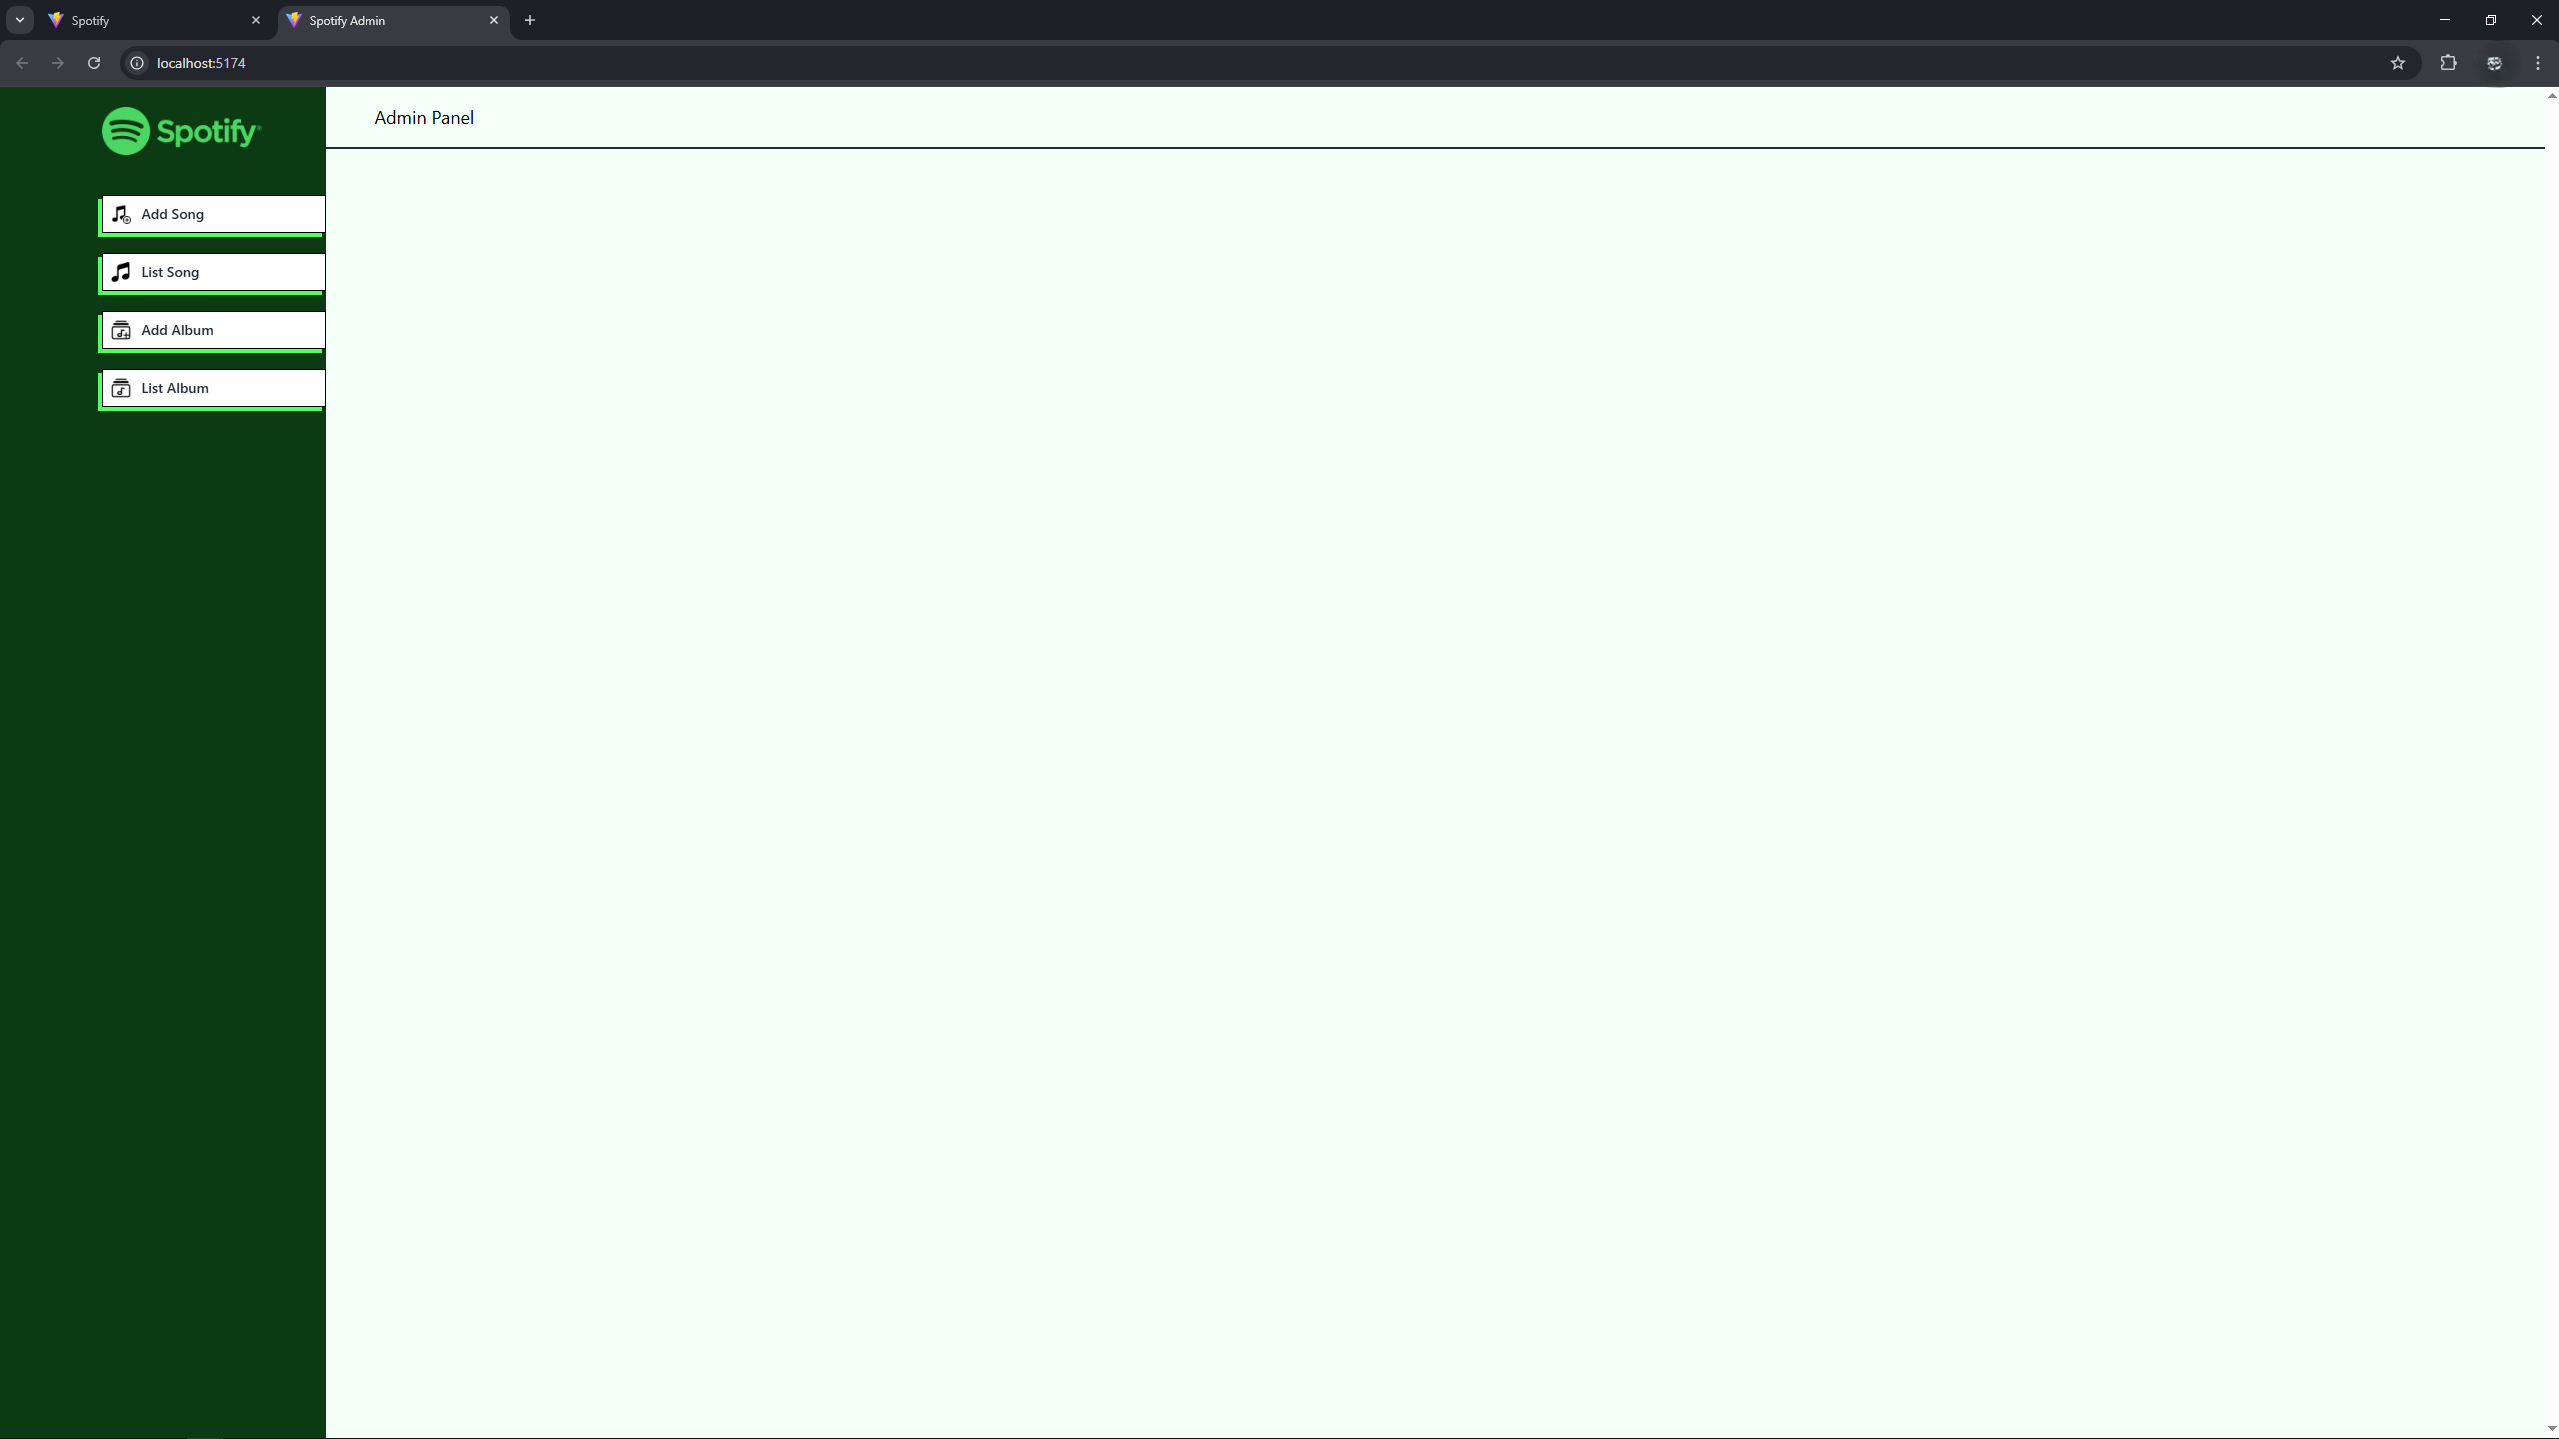 Spotify
Spotify Admin
localhost:5174
Spotify
Admin Panel
Add Song
List Song
Add Album
List Album